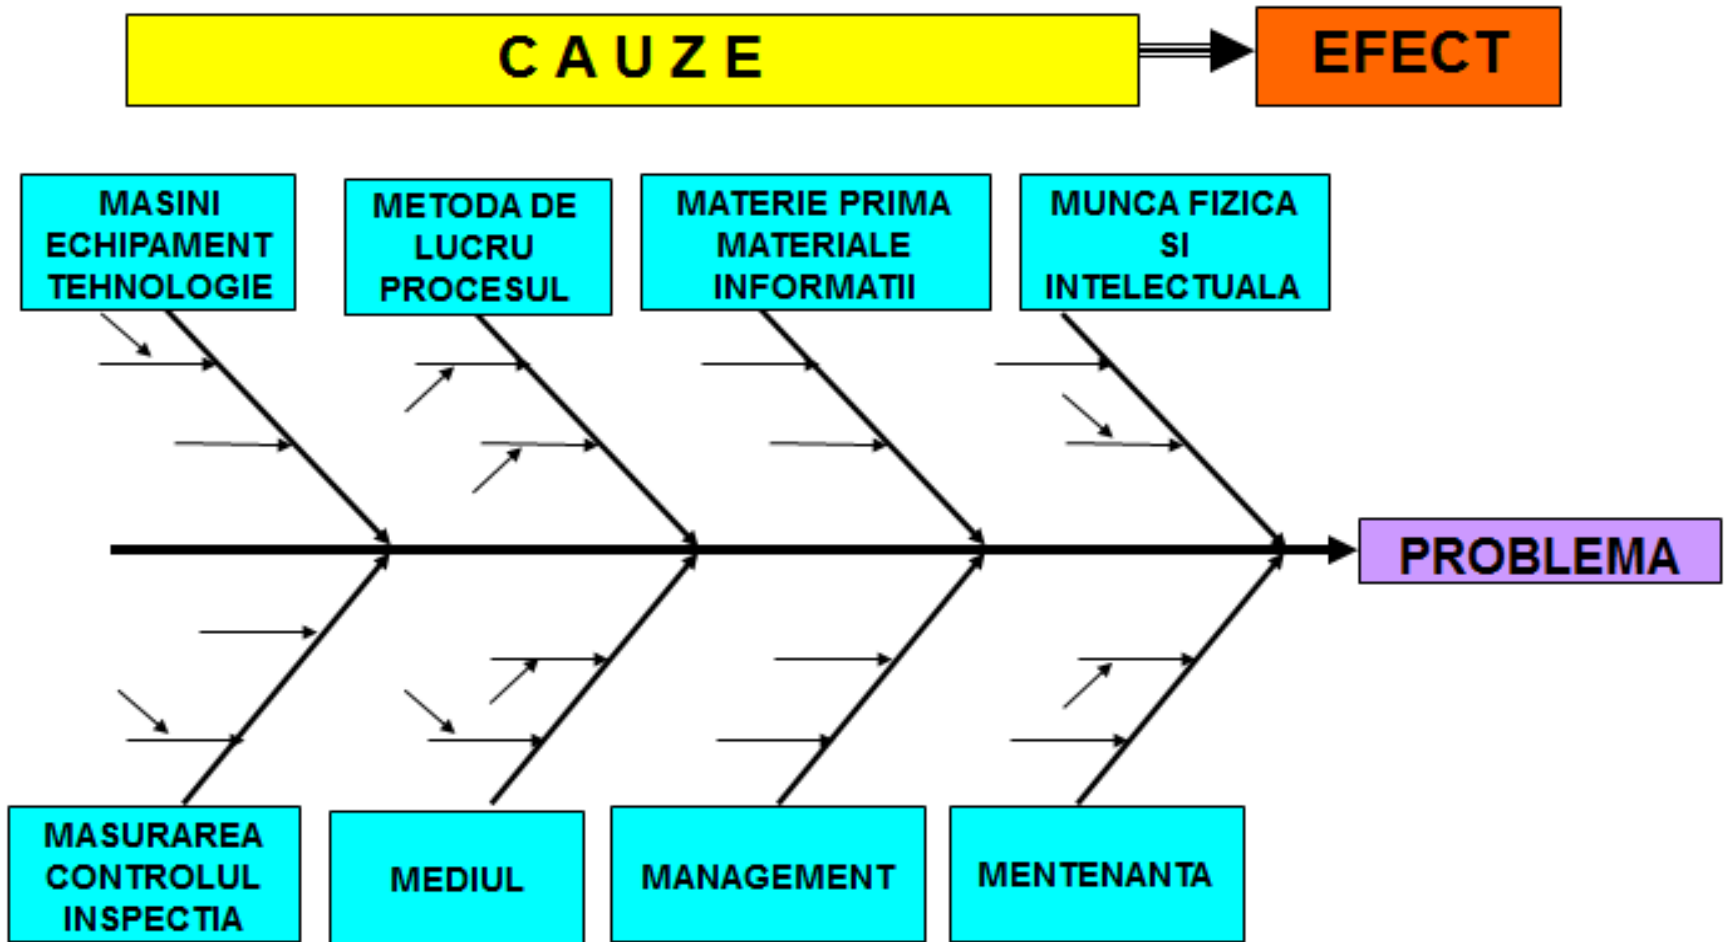 C A U Z E
EFECT
MASINI
ECHIPAMENT
TEHNOLOGIE
METODA DE
LUCRU
PROCESUL
MATERIE PRIMA
MATERIALE
INFORMATII
MUNCA FIZICA
SI
INTELECTUALA
PROBLEMA
MASURAREA
CONTROLUL
INSPECTIA
MEDIUL
MANAGEMENT
MENTENANTA